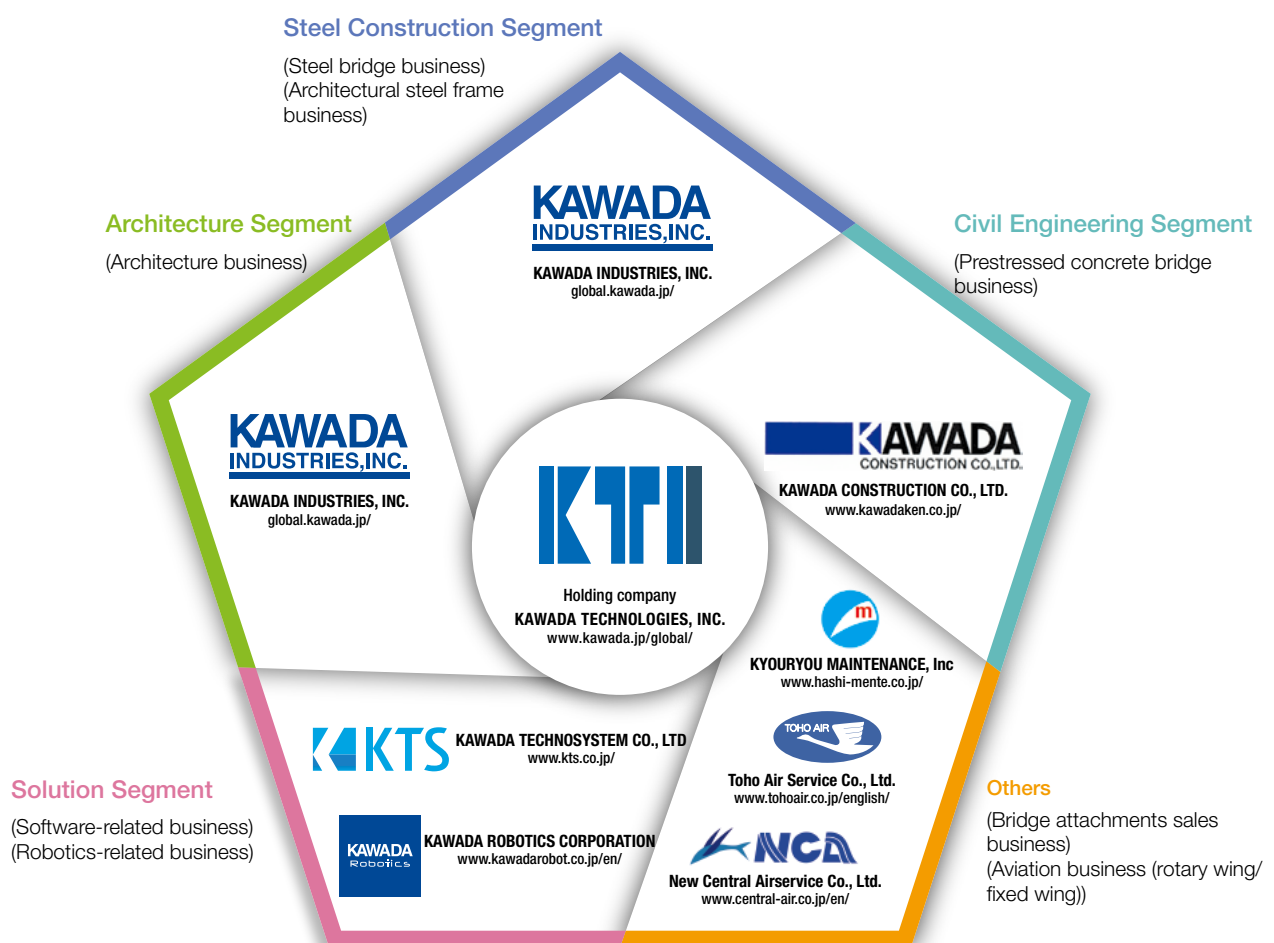 Steel Construction Segment
(Steel bridge business)
(Architectural steel frame
business)
Architecture Segment
(Architecture business)
Civil Engineering Segment
(Prestressed concrete bridge
business)
KAWADA
INDUSTRIES,INC.
KAWADA INDUSTRIES, INC.
global.kawada.jp/
KAWADA
INDUSTRIES,INC.
KAWADA INDUSTRIES, INC.
global.kawada.jp/
KAWADA
CONSTRUCTION CO.,LTD.
KAWADA CONSTRUCTION CO., LTD.
www.kawadaken.co.jp/
KTI
Holding company
KAWADA TECHNOLOGIES, INC.
www.kawada.jp/global/
m
KYOURYOU MAINTENANCE, Inc
www.hashi-mente.co.jp/
TOHO AIR
Toho Air Service Co., Ltd.
www.tohoair.co.jp/english/
NCA
New Central Airservice Co., Ltd.
www.central-air.co.jp/en/
KTS
KAWADA TECHNOSYSTEM CO., LTD
www.kts.co.jp/
KAWADA
Robotics
KAWADA ROBOTICS CORPORATION
www.kawadarobot.co.jp/en/
Solution Segment
(Software-related business)
(Robotics-related business)
Others
(Bridge attachments sales
business)
(Aviation business (rotary wing/
fixed wing))